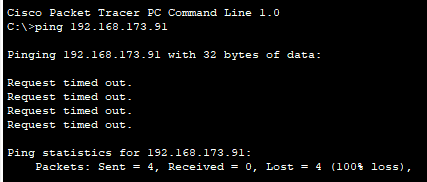 Cisco Packet Tracer PC Command Line 1.0
C:\>ping 192.168.173.91
Pinging 192.168.173.91 with 32 bytes of data:
Request timed out.
Request timed out.
Request timed out.
Request timed out.
Ping statistics for 192.168.173.91:
Packets: Sent = 4, Received = 0, Lost = 4 (100% loss),